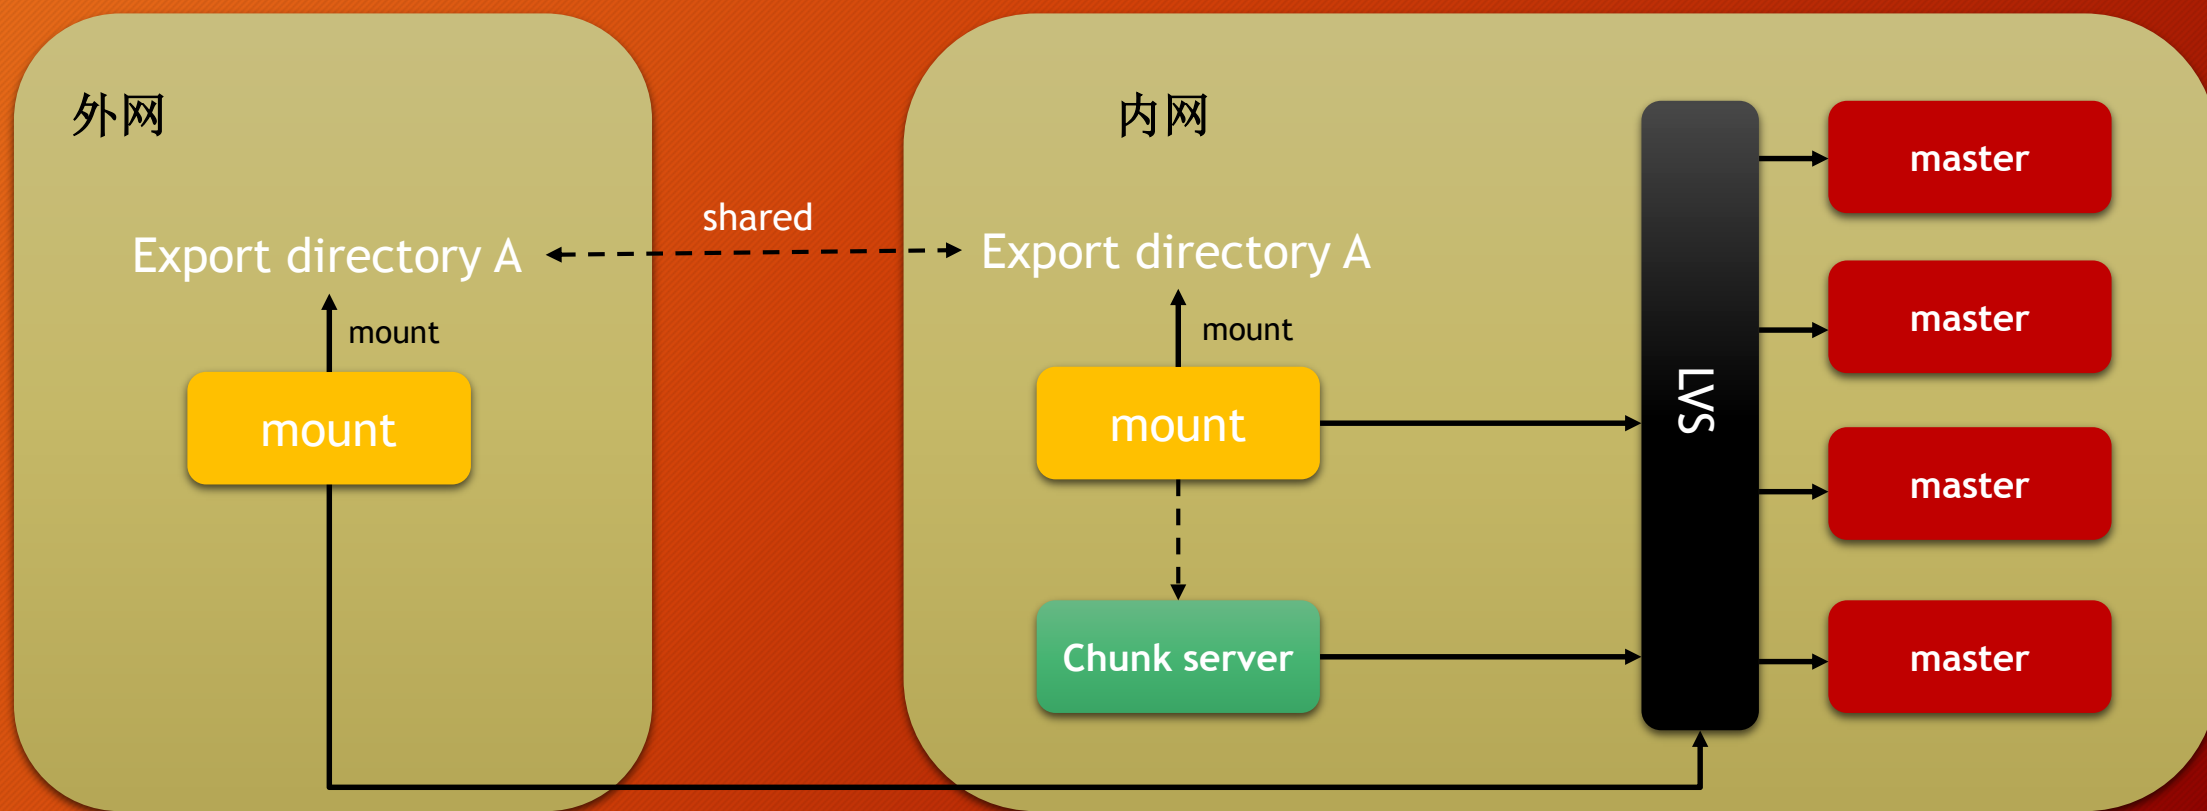 外网
Export directory A
mount
mount
shared
内网
Export directory A
mount
mount
Chunk server
LVS
master
master
master
master